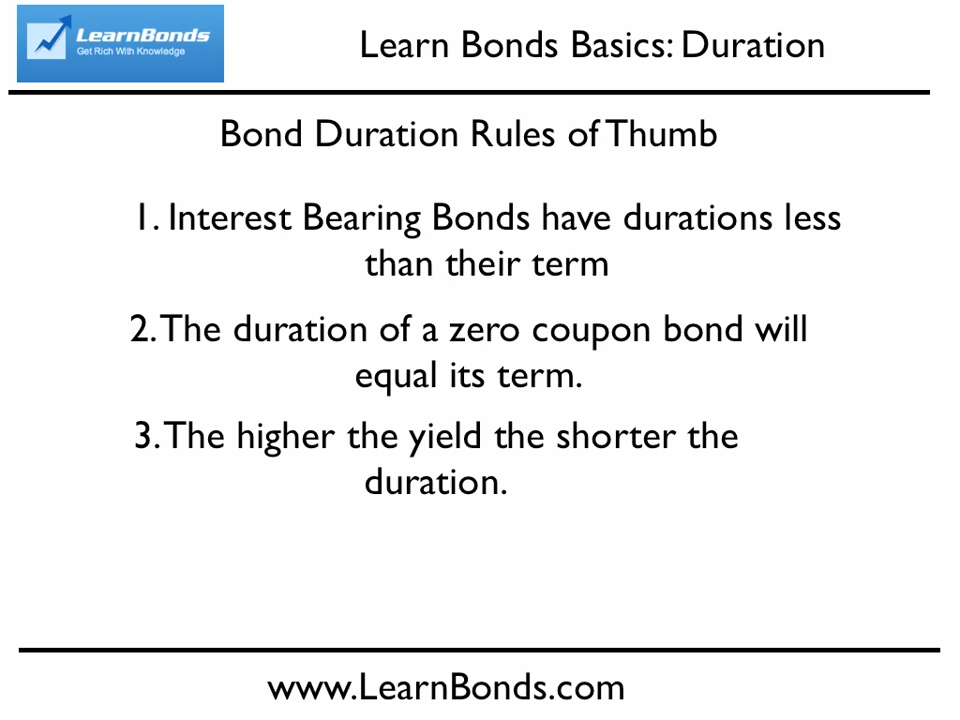 LearnBonds
Get Rich With Knowledge
Learn Bonds Basics: Duration
Bond Duration Rules of Thumb
1. Interest Bearing Bonds have durations less
than their term
2. The duration of a zero coupon bond will
equal its term.
3. The higher the yield the shorter the
duration.
www.LearnBonds.com